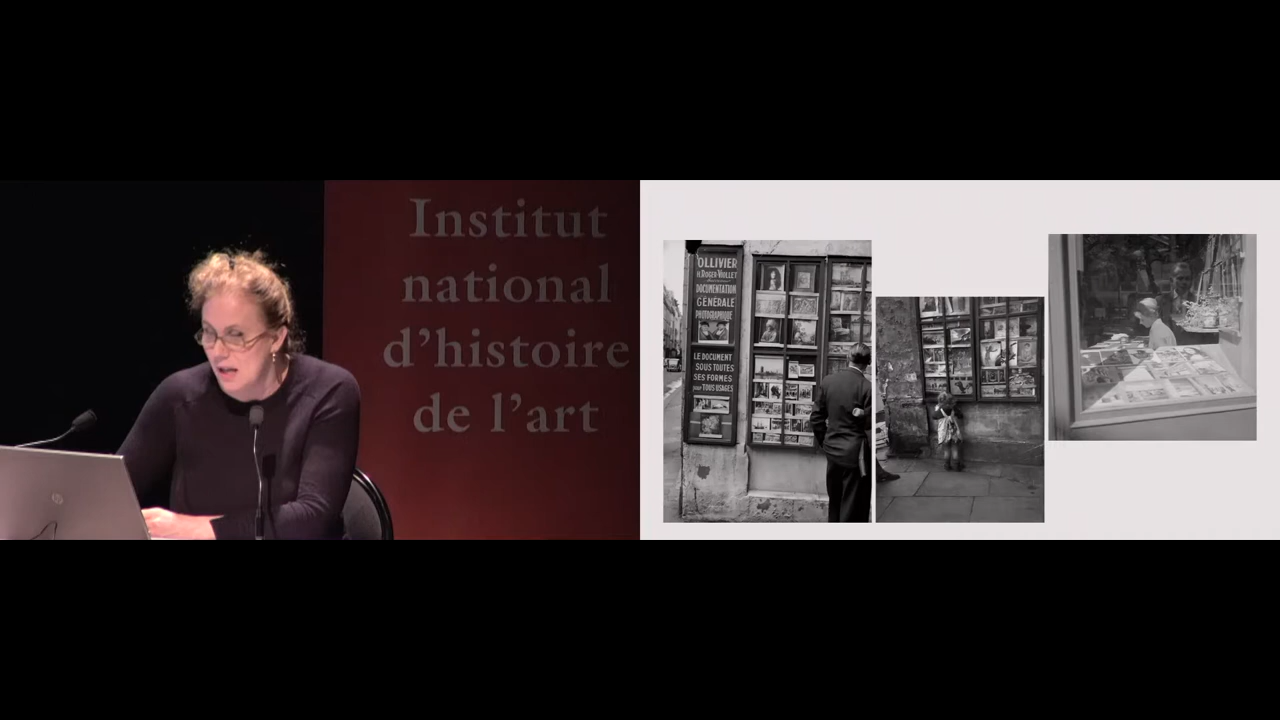 Institut
national
d'histoire
de l'art
OLLIVIER
H. ROGER-VIOLLET
DOCUMENTATION
GÉNÉRALE
PHOTOGRAPHIQUE
LE DOCUMENT
SOUS TOUTES
SES FORMES
POUR TOUS USAGES